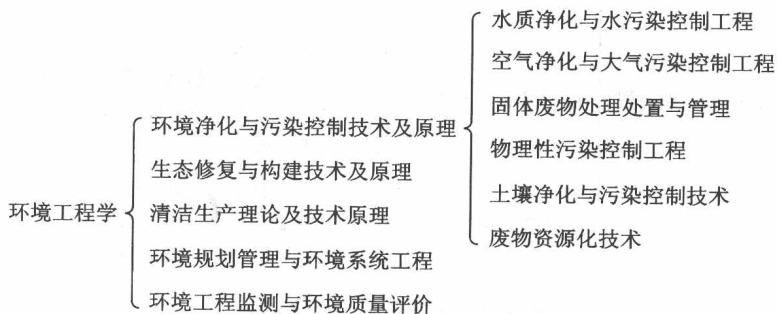 环境工程学
环境净化与污染控制技术及原理
生态修复与构建技术及原理
清洁生产理论及技术原理
环境规划管理与环境系统工程
环境工程监测与环境质量评价
水质净化与水污染控制工程
空气净化与大气污染控制工程
固体废物处理处置与管理
物理性污染控制工程
土壤净化与污染控制技术
废物资源化技术